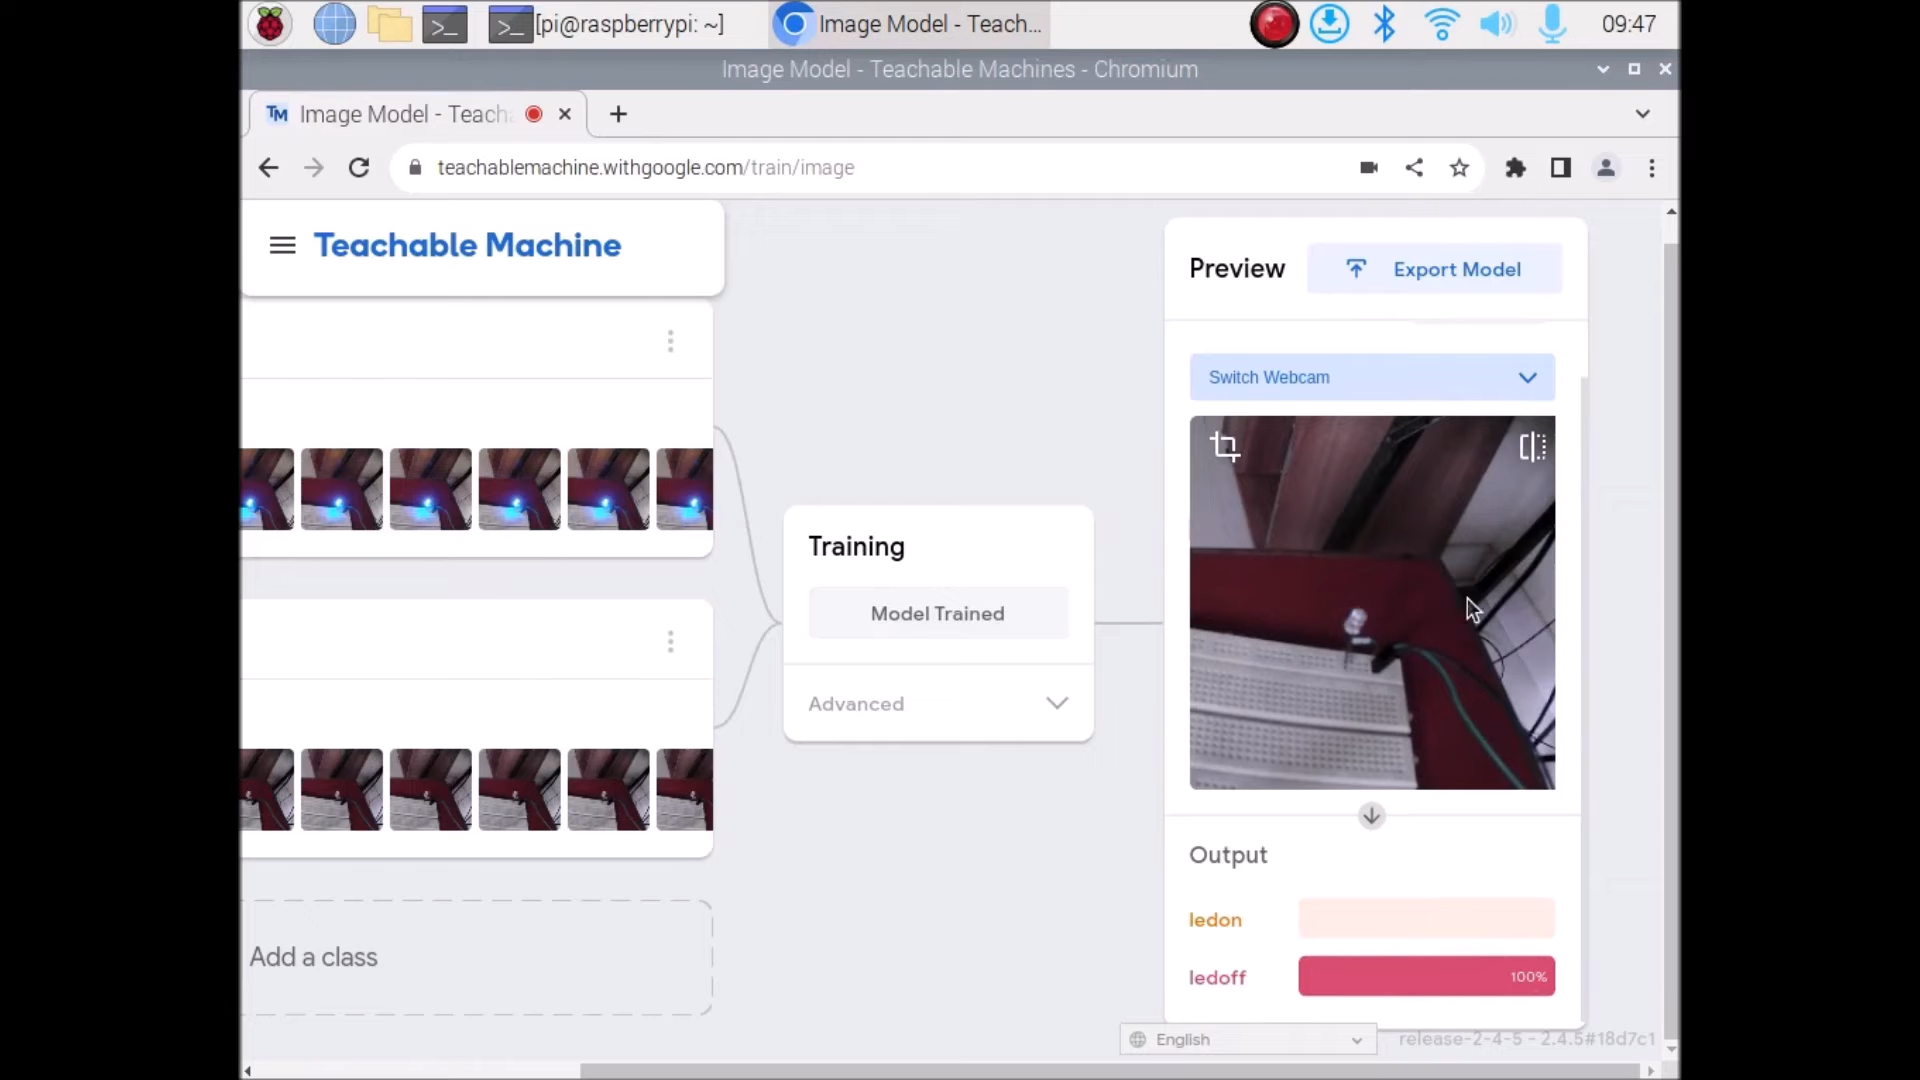 [pi@raspberrypi: ~]
Image Model - Teach...
09:47
Image Model - Teachable Machines - Chromium
TM Image Model - Teach
teachablemachine.withgoogle.com/train/image
Teachable Machine
Preview
Export Model
Switch Webcam
Training
Model Trained
Advanced
Output
ledon
ledoff
100%
Add a class
English
release-2-4-5 - 2.4.5#18d7c1